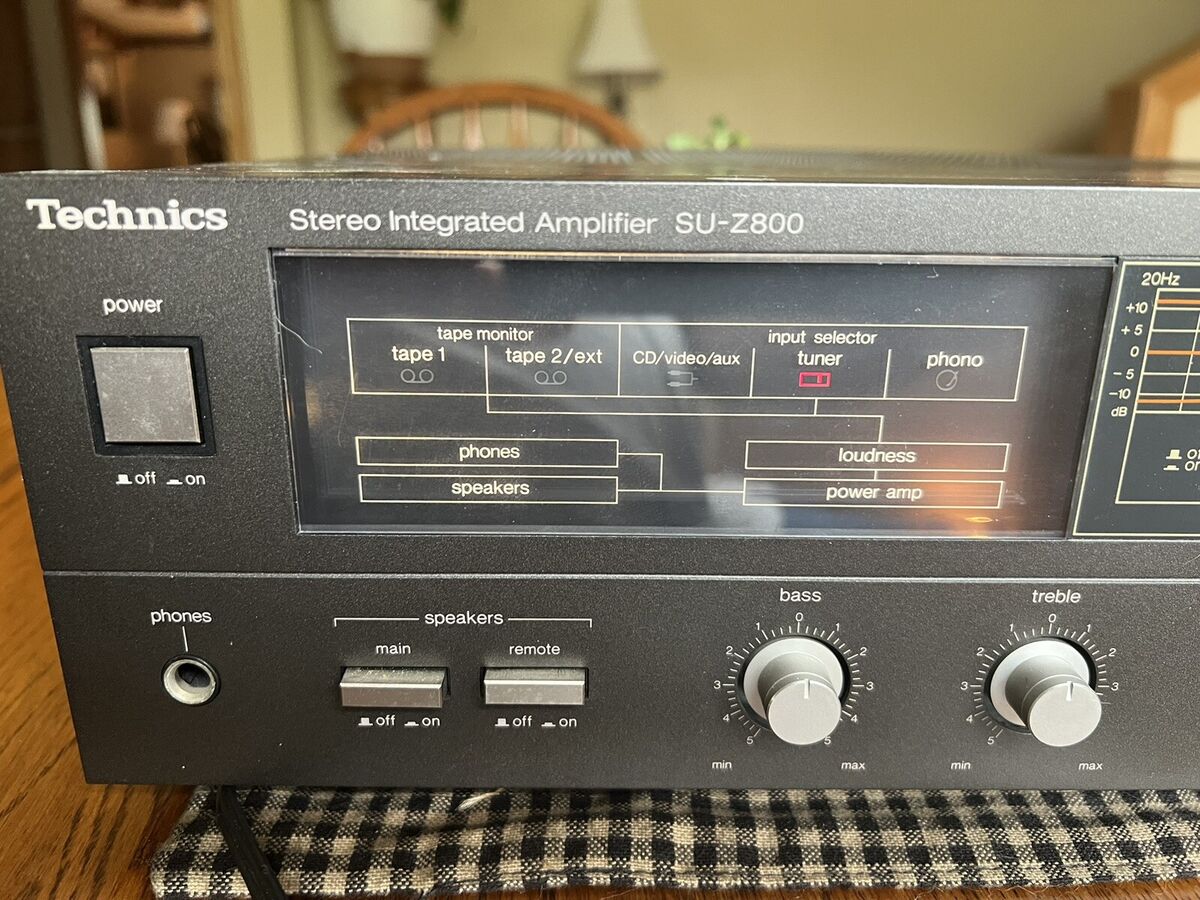 Technics
Stereo Integrated Amplifier SU-Z800
power
off on
tape monitor
tape 1 tape 2/ext
CD/video/aux
input selector
tuner
phono
phones
speakers
loudness
power amp
20Hz
+10
+5
0
-5
-10
dB
phones
speakers
main remote
off on off on
bass
5 4 3 2 1 0 1 2 3 4 5
min max
treble
5 4 3 2 1 0 1 2 3
min max